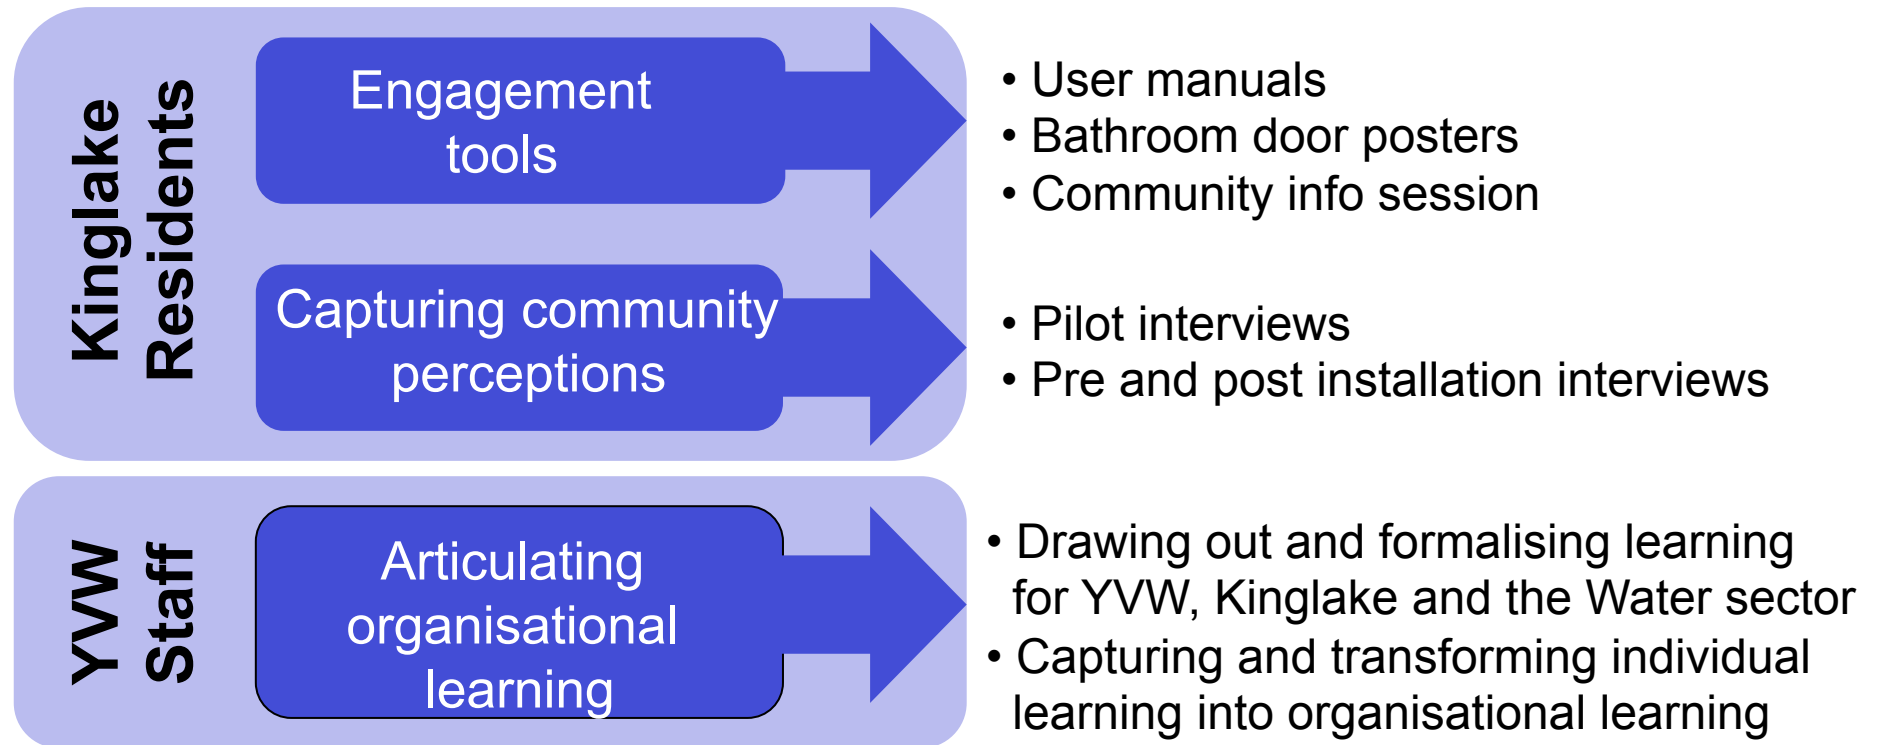 Kinglake
Residents
Engagement
tools
• User manuals
• Bathroom door posters
• Community info session
Capturing community
perceptions
• Pilot interviews
• Pre and post installation interviews
YVW
Staff
Articulating
organisational
learning
• Drawing out and formalising learning
for YVW, Kinglake and the Water sector
• Capturing and transforming individual
learning into organisational learning